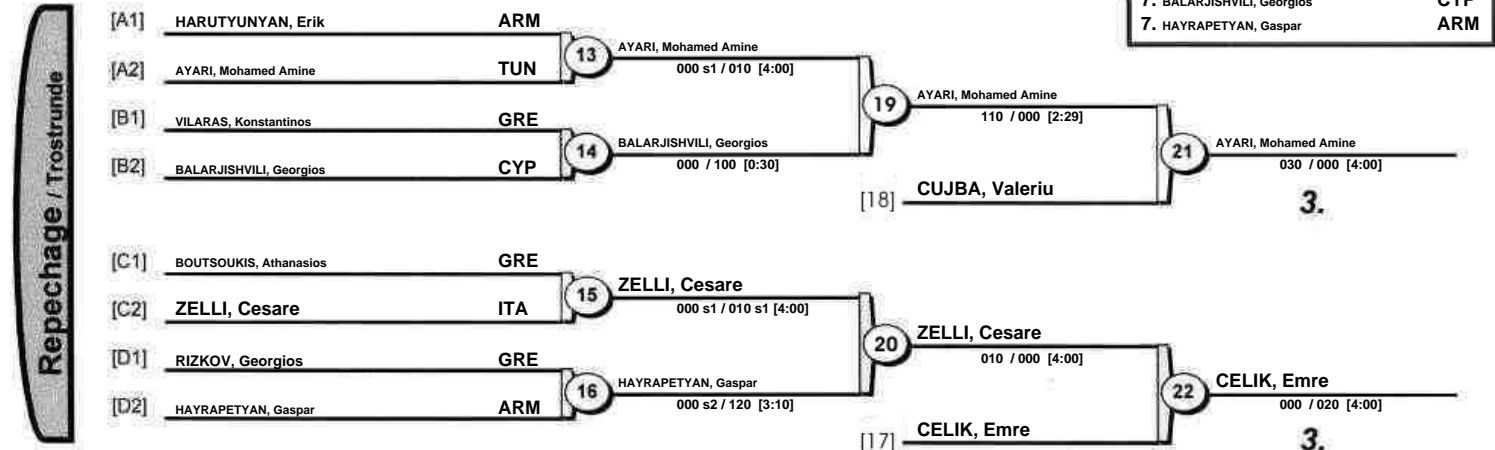 7. BALARJISHVILI, Georgios CYP
7. HAYRAPETYAN, Gaspar ARM
Repechage / Trostrunde
[A1] HARUTYUNYAN, Erik ARM
13 AYARI, Mohamed Amine
000 s1 / 010 [4:00]
[A2] AYARI, Mohamed Amine TUN
19 AYARI, Mohamed Amine
110 / 000 [2:29]
[B1] VILARAS, Konstantinos GRE
14 BALARJISHVILI, Georgios
000 / 100 [0:30]
[B2] BALARJISHVILI, Georgios CYP
21 AYARI, Mohamed Amine
030 / 000 [4:00]
[18] CUJBA, Valeriu
3.
[C1] BOUTSOUKIS, Athanasios GRE
15 ZELLI, Cesare
000 s1 / 010 s1 [4:00]
[C2] ZELLI, Cesare ITA
20 ZELLI, Cesare
010 / 000 [4:00]
[D1] RIZKOV, Georgios GRE
16 HAYRAPETYAN, Gaspar
000 s2 / 120 [3:10]
[D2] HAYRAPETYAN, Gaspar ARM
22 CELIK, Emre
000 / 020 [4:00]
[17] CELIK, Emre
3.